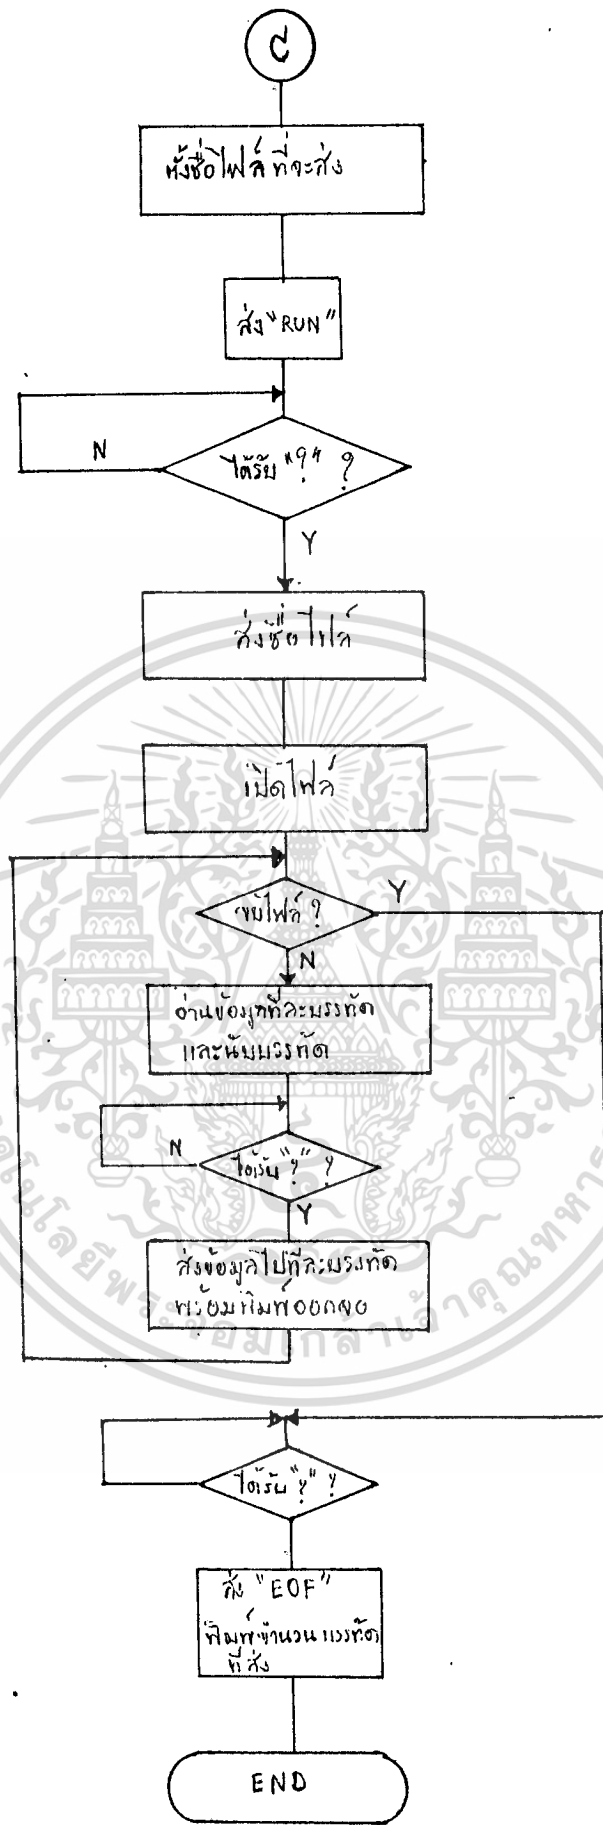 C
ตั้งชื่อไฟล์ที่จะส่ง
ส่ง "RUN"
N
ได้รับ "?" ?
Y
ส่งชื่อไฟล์
เปิดไฟล์
จบไฟล์ ?
Y
N
อ่านข้อมูลทีละบรรทัด
และนับบรรทัด
N
ได้รับ "?" ?
Y
ส่งข้อมูลไปทีละบรรทัด
พร้อมพิมพ์ออกจอ
ได้รับ "?" ?
ส่ง "EOF"
พิมพ์จำนวนบรรทัด
ที่ส่ง
END